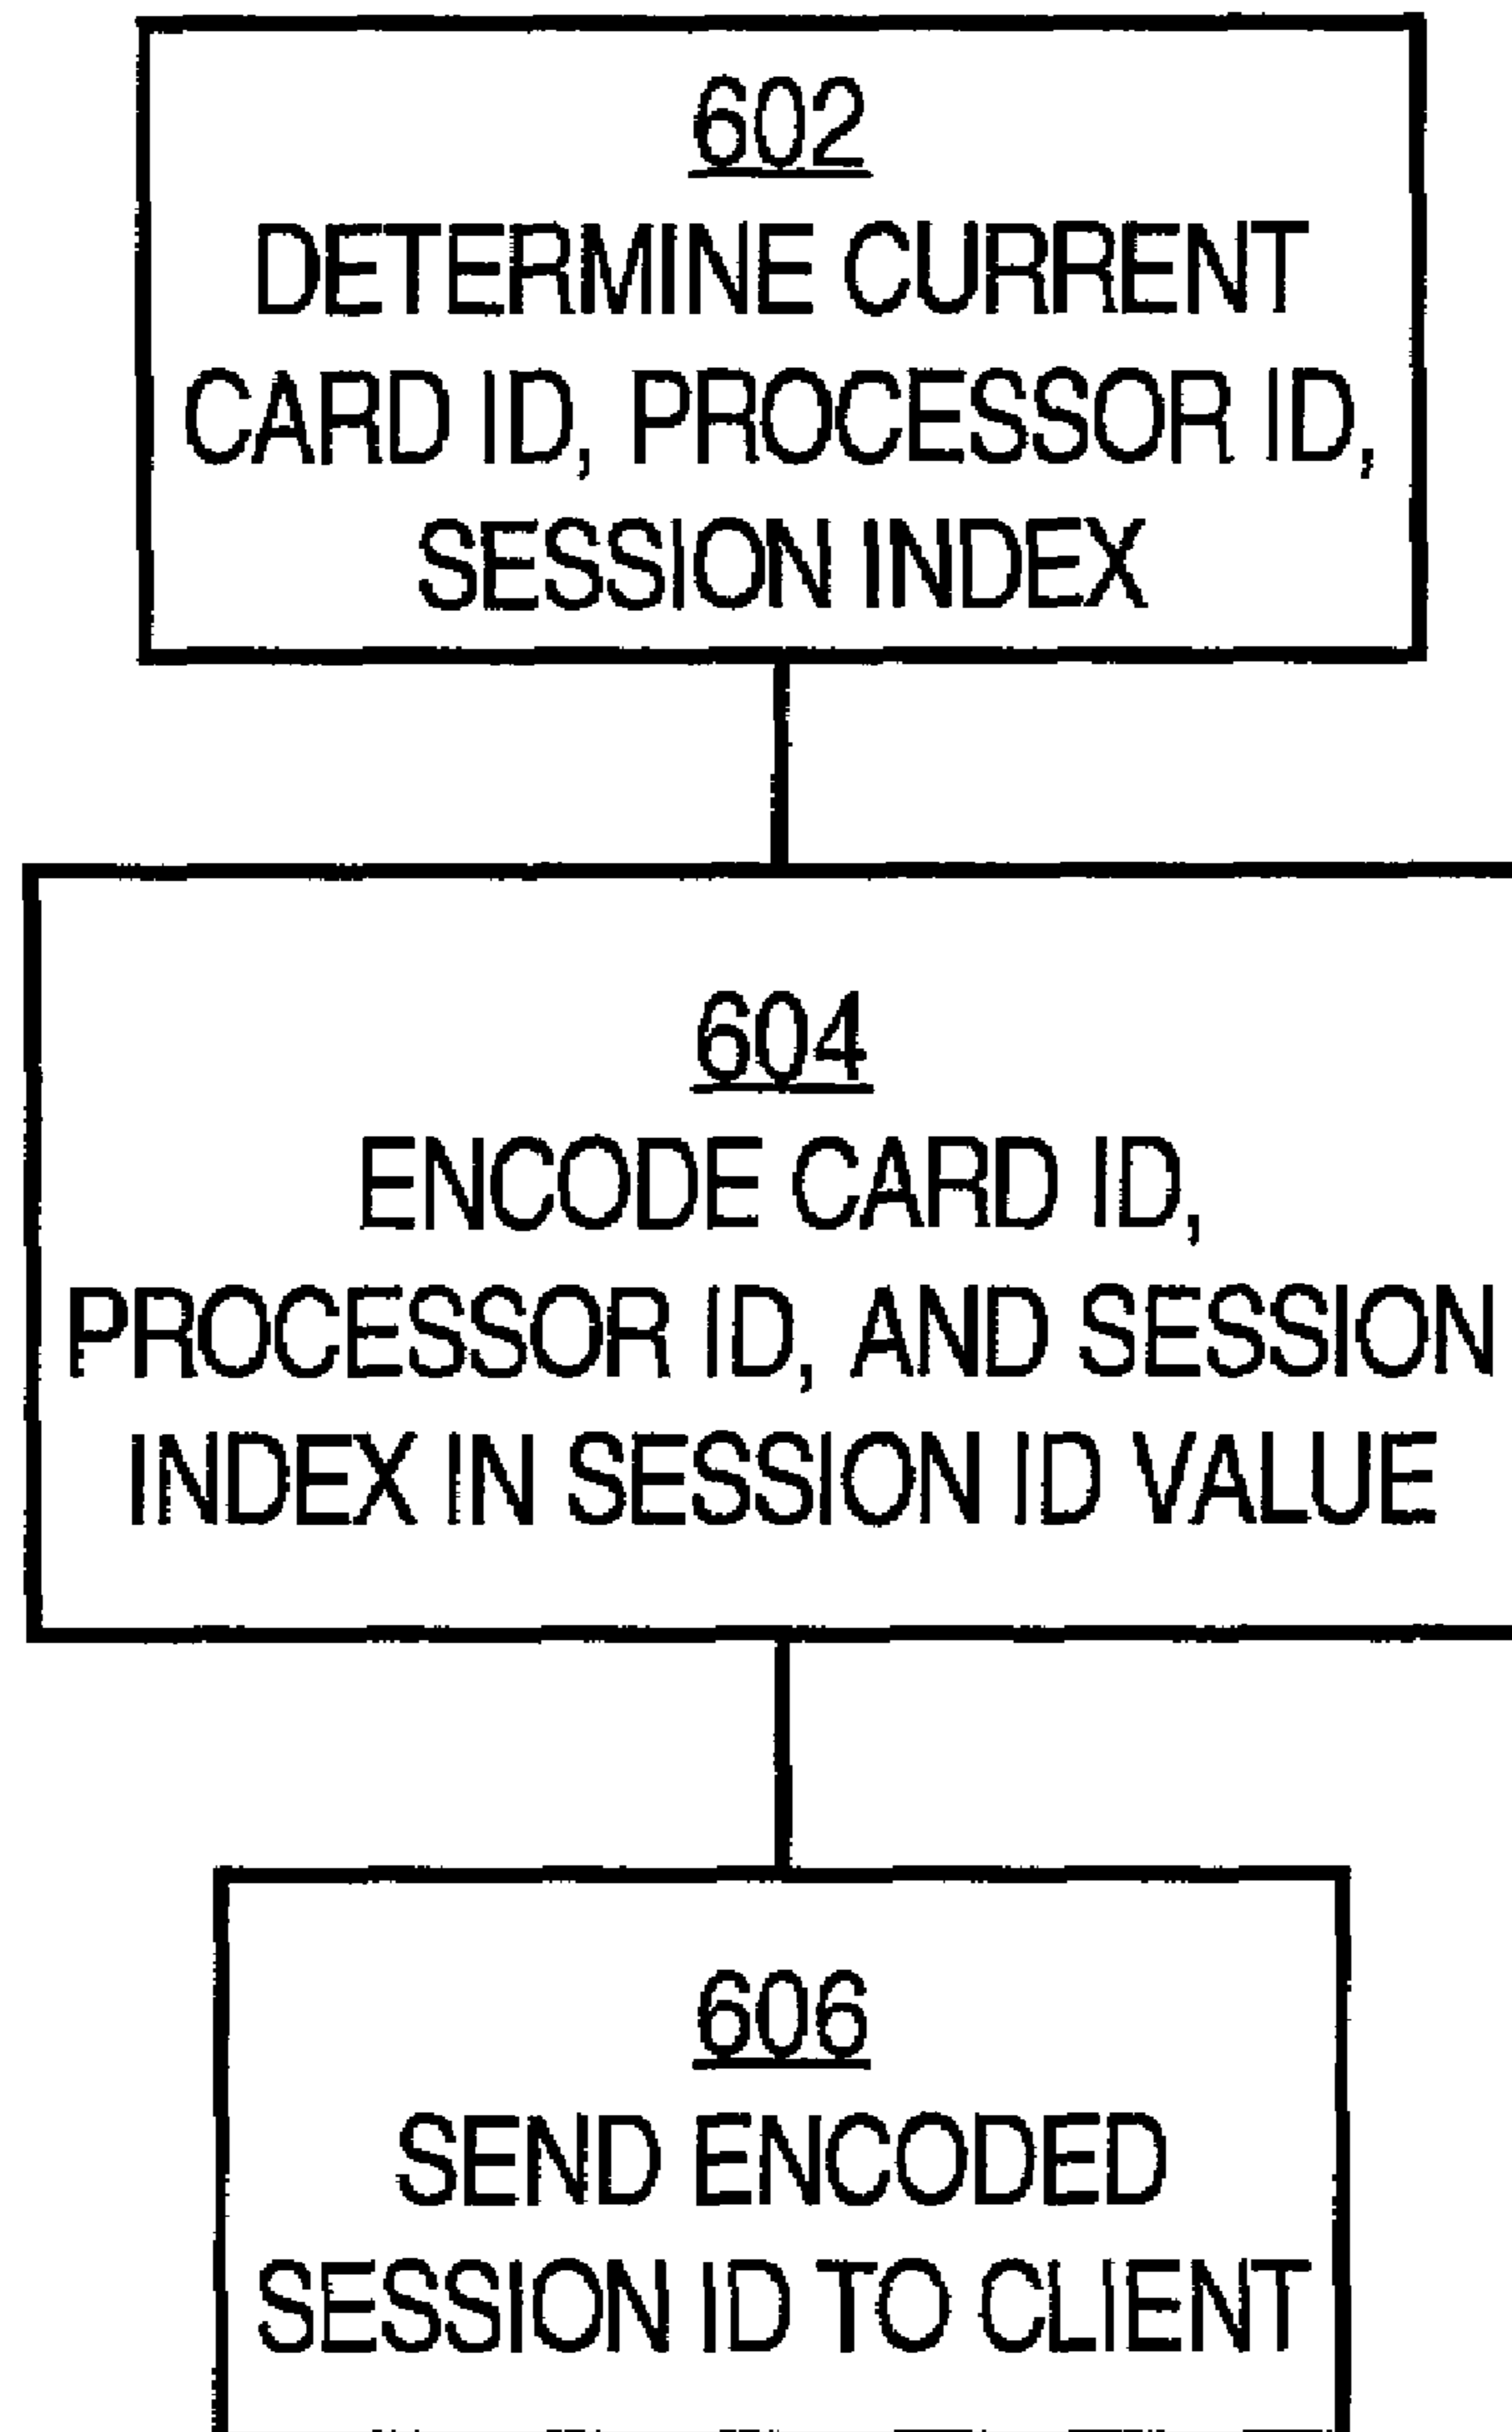 602
DETERMINE CURRENT
CARD ID, PROCESSOR ID,
SESSION INDEX
604
ENCODE CARD ID,
PROCESSOR ID, AND SESSION
INDEX IN SESSION ID VALUE
606
SEND ENCODED
SESSION ID TO CLIENT